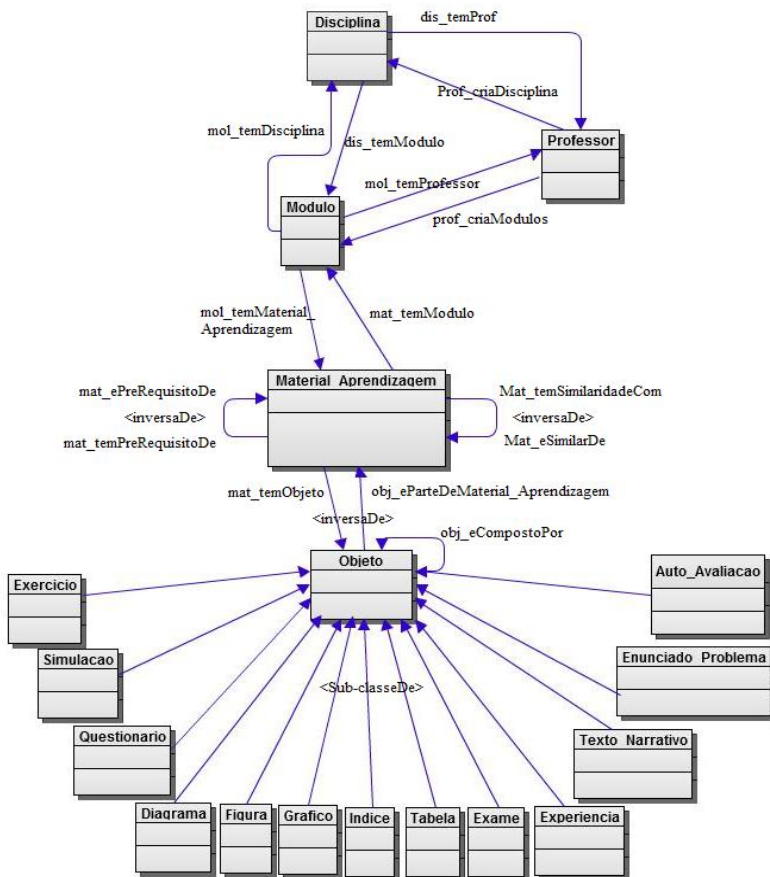 Disciplina
dis_temProf
Prof_criaDisciplina
mol_temDisciplina
dis_temModulo
Professor
mol_temProfessor
Modulo
prof_criaModulos
mol_temMaterial_
Aprendizagem
mat_temModulo
Material_Aprendizagem
mat_ePreRequisitoDe
<inversaDe>
mat_temPreRequisitoDe
Mat_temSimilaridadeCom
<inversaDe>
Mat_eSimilarDe
mat_temObjeto
obj_eParteDeMaterial_Aprendizagem
<inversaDe>
obj_eCompostoPor
Objeto
Exercicio
Auto_Avaliacao
Simulacao
Enunciado_Problema
<Sub-classeDe>
Questionario
Texto_Narrativo
Diagrama
Figura
Grafico
Indice
Tabela
Exame
Experiencia